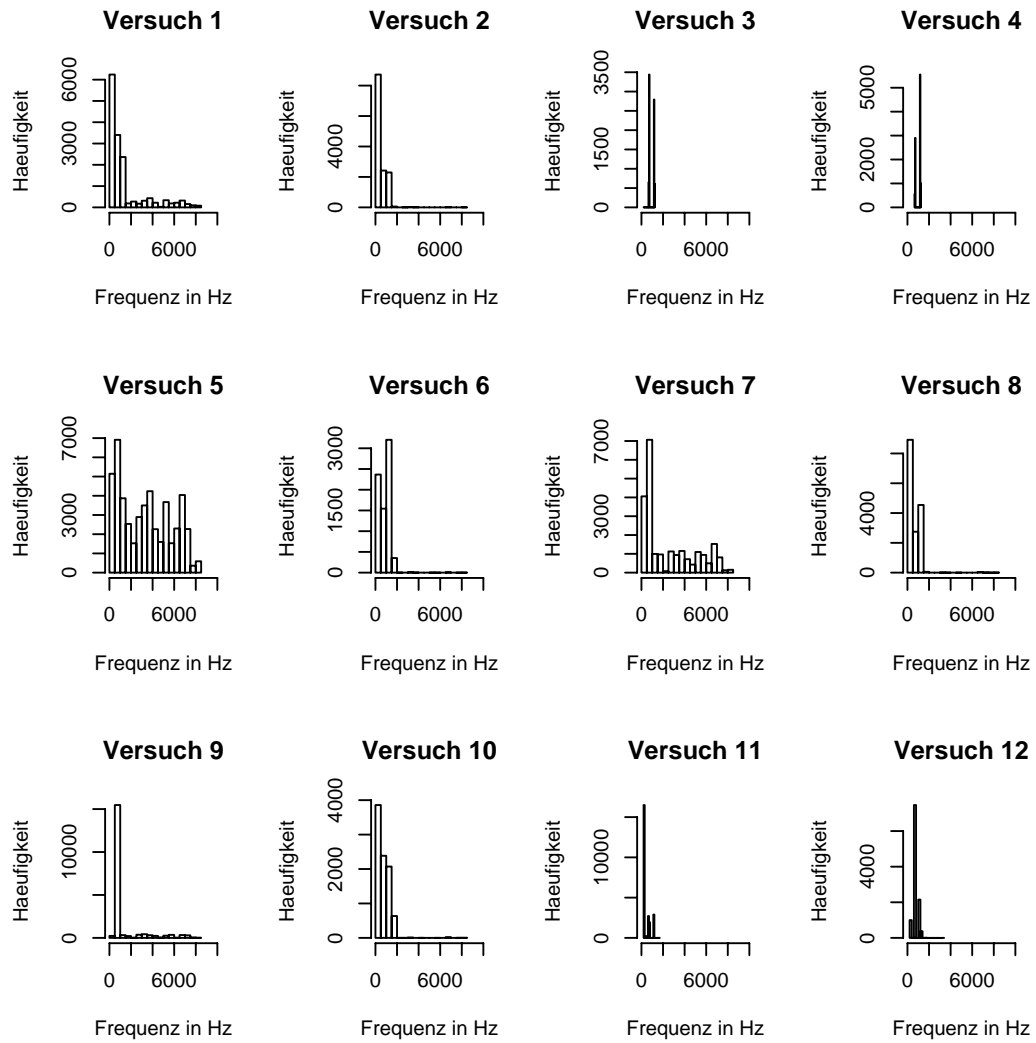 Versuch 1
Haeufigkeit
0 3000 6000
0 6000
Frequenz in Hz
Versuch 2
Haeufigkeit
0 4000
0 6000
Frequenz in Hz
Versuch 3
Haeufigkeit
0 1500 3500
0 6000
Frequenz in Hz
Versuch 4
Haeufigkeit
0 2000 5000
0 6000
Frequenz in Hz
Versuch 5
Haeufigkeit
0 3000 7000
0 6000
Frequenz in Hz
Versuch 6
Haeufigkeit
0 1500 3000
0 6000
Frequenz in Hz
Versuch 7
Haeufigkeit
0 3000 7000
0 6000
Frequenz in Hz
Versuch 8
Haeufigkeit
0 4000
0 6000
Frequenz in Hz
Versuch 9
Haeufigkeit
0 10000
0 6000
Frequenz in Hz
Versuch 10
Haeufigkeit
0 2000 4000
0 6000
Frequenz in Hz
Versuch 11
Haeufigkeit
0 10000
0 6000
Frequenz in Hz
Versuch 12
Haeufigkeit
0 4000
0 6000
Frequenz in Hz